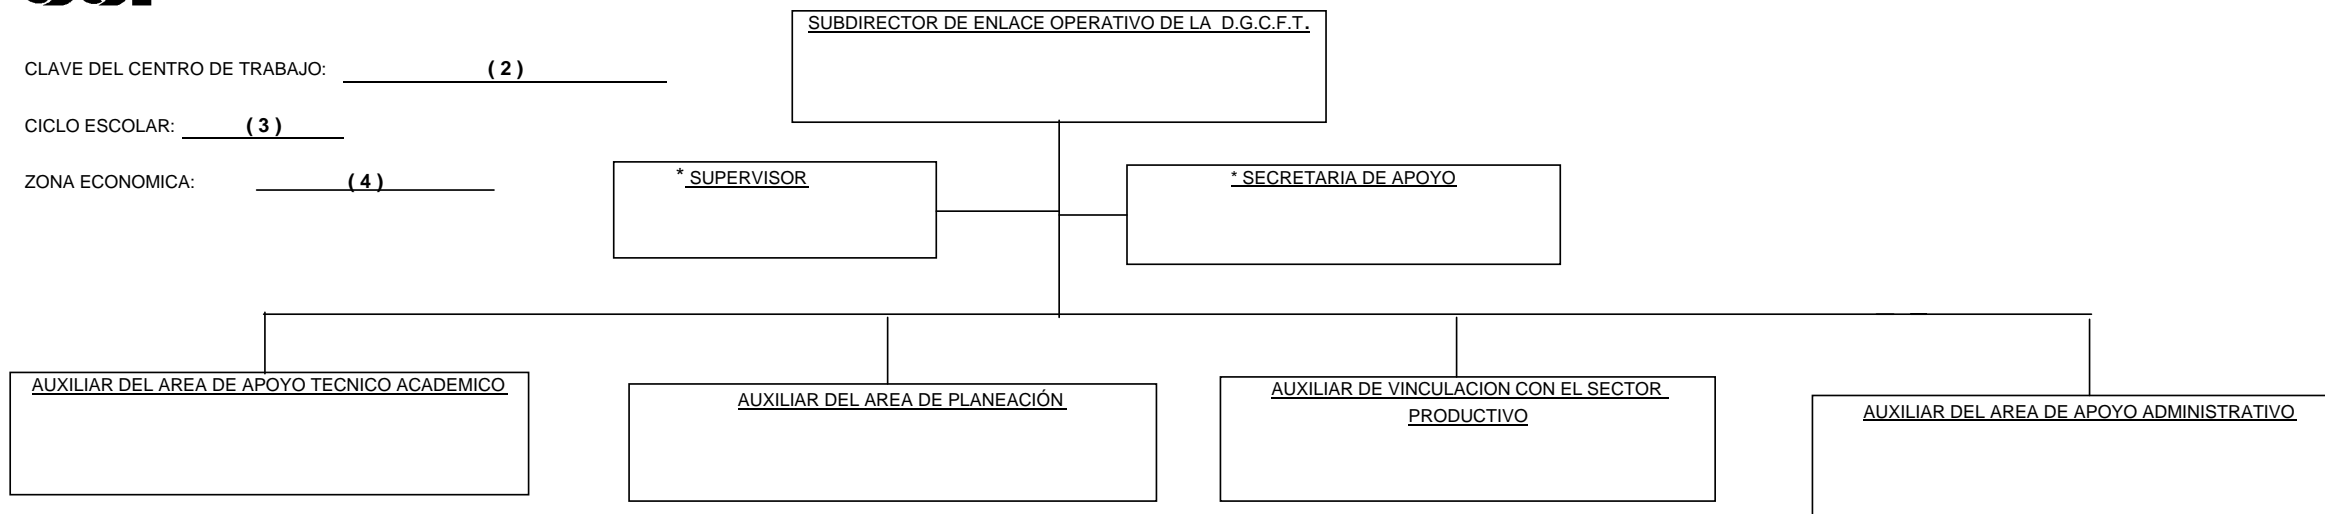 SUBDIRECTOR DE ENLACE OPERATIVO DE LA D.G.C.F.T.
CLAVE DEL CENTRO DE TRABAJO: ( 2 )
CICLO ESCOLAR: ( 3 )
ZONA ECONOMICA: ( 4 )
* SUPERVISOR
* SECRETARIA DE APOYO
AUXILIAR DEL AREA DE APOYO TECNICO ACADEMICO
AUXILIAR DEL AREA DE PLANEACIÓN
AUXILIAR DE VINCULACION CON EL SECTOR
PRODUCTIVO
AUXILIAR DEL AREA DE APOYO ADMINISTRATIVO